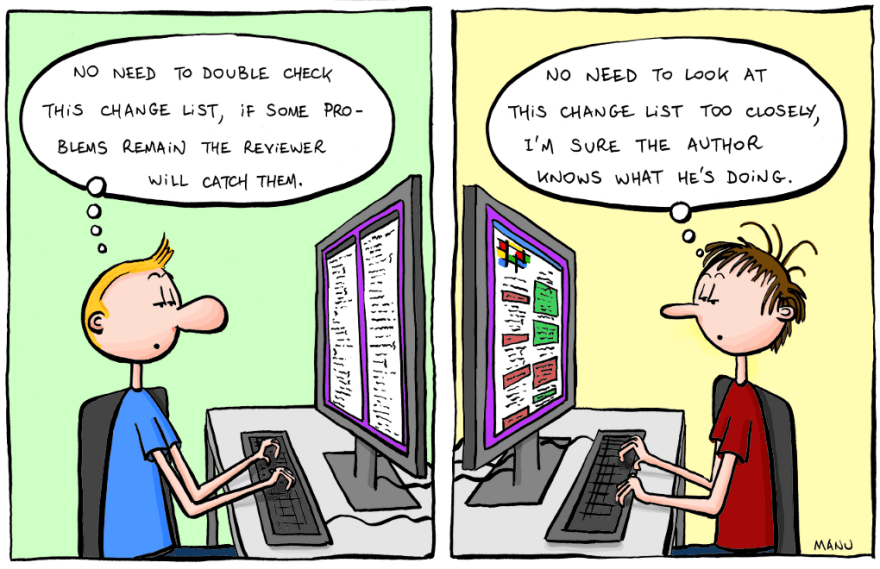 NO NEED TO DOUBLE CHECK
THIS CHANGE LIST, IF SOME PRO-
BLEMS REMAIN THE REVIEWER
WILL CATCH THEM.
NO NEED TO LOOK AT
THIS CHANGE LIST TOO CLOSELY,
I'M SURE THE AUTHOR
KNOWS WHAT HE'S DOING.
MANU